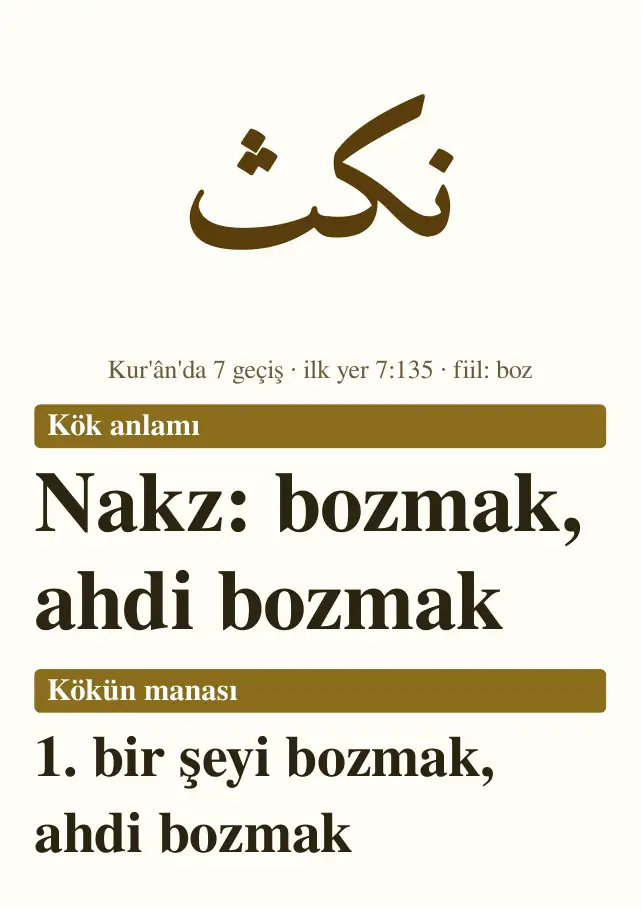 نكث
Kur'ân'da 7 geçiş · ilk yer 7:135 · fiil: boz
Kök anlamı
Nakz: bozmak,
ahdi bozmak
Kökün manası
1. bir şeyi bozmak,
ahdi bozmak